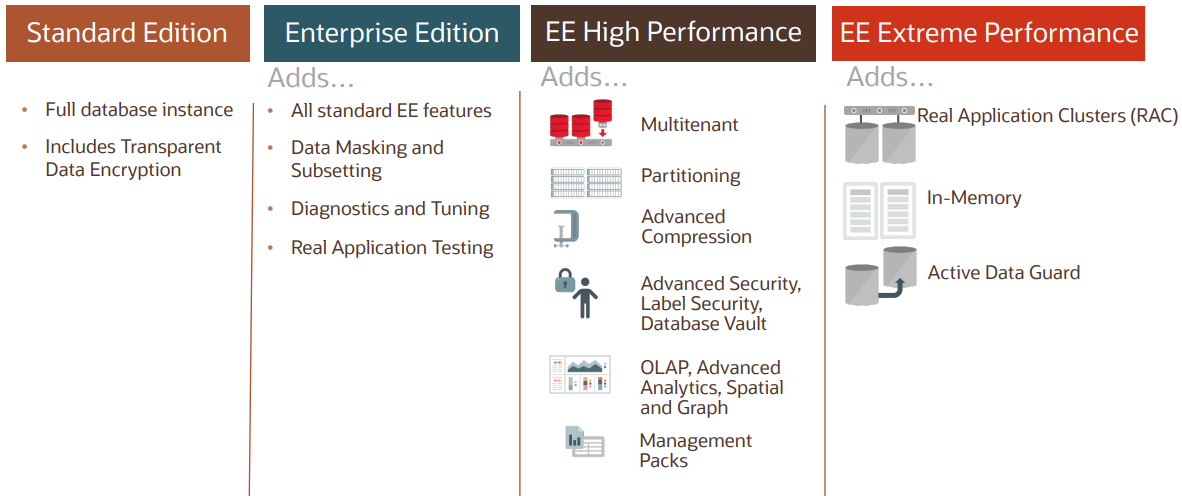 Standard Edition
• Full database instance
• Includes Transparent
Data Encryption
Enterprise Edition
Adds...
• All standard EE features
• Data Masking and
Subsetting
• Diagnostics and Tuning
• Real Application Testing
EE High Performance
Adds...
Multitenant
Partitioning
Advanced
Compression
Advanced Security,
Label Security,
Database Vault
OLAP, Advanced
Analytics, Spatial
and Graph
Management
Packs
EE Extreme Performance
Adds...
Real Application Clusters (RAC)
In-Memory
Active Data Guard